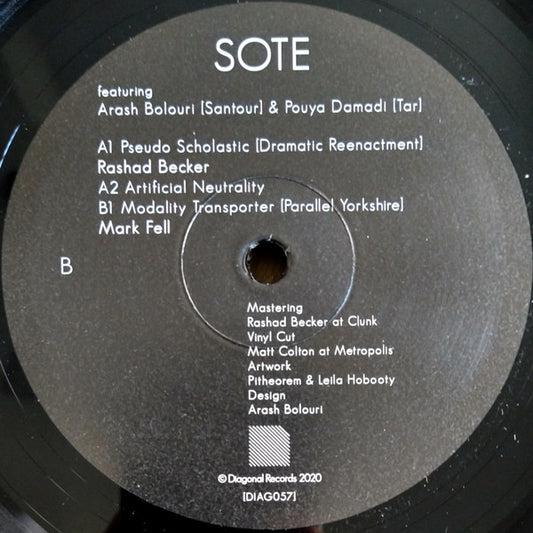 SOTE
featuring
Arash Bolouri [Santour] & Pouya Damadi [Tar]
A1 Pseudo Scholastic [Dramatic Reenactment]
Rashad Becker
A2 Artificial Neutrality
B1 Modality Transporter [Parallel Yorkshire]
Mark Fell
B
Mastering
Rashad Becker at Clunk
Vinyl Cut
Matt Colton at Metropolis
Artwork
Pitheorem & Leila Hobooty
Design
Arash Bolouri
© Diagonal Records 2020
[DIAG057]